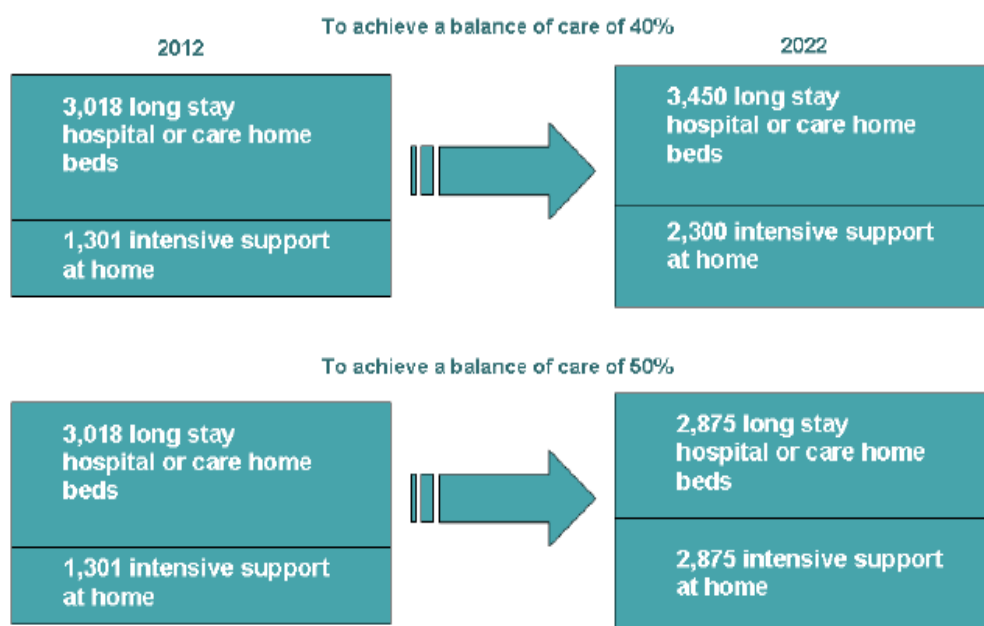 To achieve a balance of care of 40%
2012
2022
3,018 long stay
hospital or care home
beds
1,301 intensive support
at home
3,450 long stay
hospital or care home
beds
2,300 intensive support
at home
To achieve a balance of care of 50%
3,018 long stay
hospital or care home
beds
1,301 intensive support
at home
2,875 long stay
hospital or care home
beds
2,875 intensive support
at home